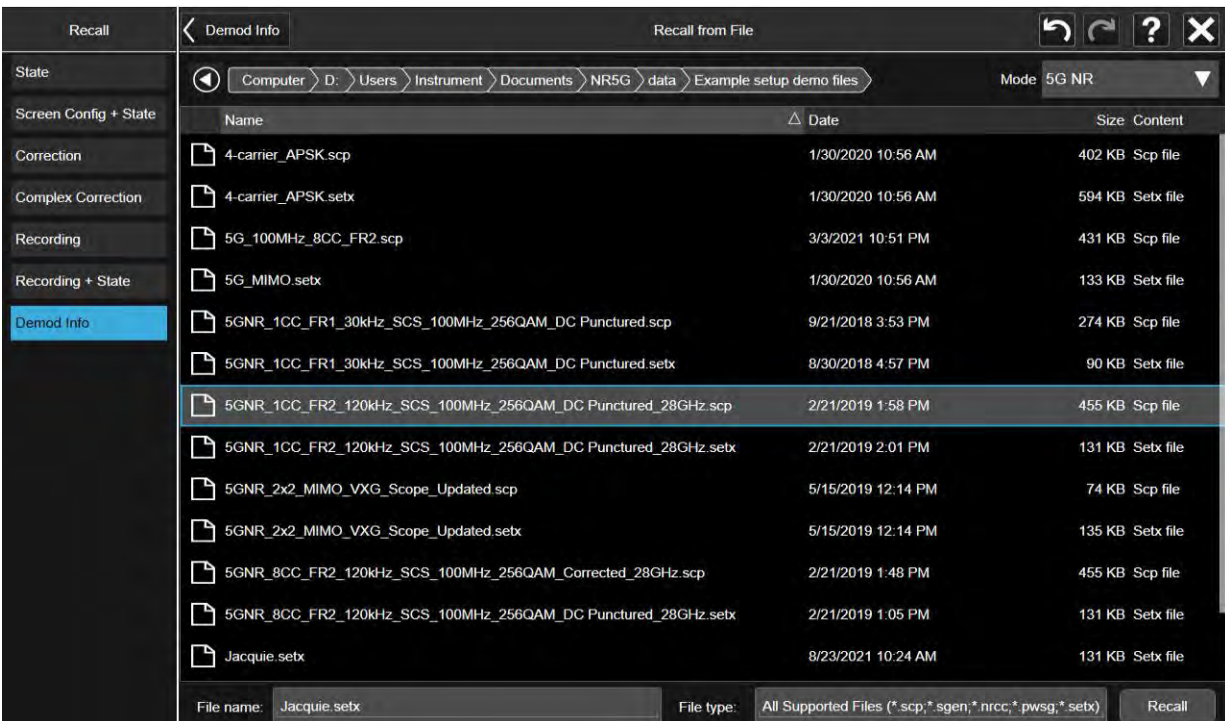 Recall
Demod Info
Recall from File
?
State
Screen Config + State
Correction
Complex Correction
Recording
Recording + State
Demod Info
Computer D: Users Instrument Documents NR5G data Example setup demo files
Mode 5G NR
Name Date Size Content
4-carrier_APSK.scp 1/30/2020 10:56 AM 402 KB Scp file
4-carrier_APSK.setx 1/30/2020 10:56 AM 594 KB Setx file
5G_100MHz_8CC_FR2.scp 3/3/2021 10:51 PM 431 KB Scp file
5G_MIMO.setx 1/30/2020 10:56 AM 133 KB Setx file
5GNR_1CC_FR1_30kHz_SCS_100MHz_256QAM_DC Punctured.scp 9/21/2018 3:53 PM 274 KB Scp file
5GNR_1CC_FR1_30kHz_SCS_100MHz_256QAM_DC Punctured.setx 8/30/2018 4:57 PM 90 KB Setx file
5GNR_1CC_FR2_120kHz_SCS_100MHz_256QAM_DC Punctured_28GHz.scp 2/21/2019 1:58 PM 455 KB Scp file
5GNR_1CC_FR2_120kHz_SCS_100MHz_256QAM_DC Punctured_28GHz.setx 2/21/2019 2:01 PM 131 KB Setx file
5GNR_2x2_MIMO_VXG_Scope_Updated.scp 5/15/2019 12:14 PM 74 KB Scp file
5GNR_2x2_MIMO_VXG_Scope_Updated.setx 5/15/2019 12:14 PM 135 KB Setx file
5GNR_8CC_FR2_120kHz_SCS_100MHz_256QAM_Corrected_28GHz.scp 2/21/2019 1:48 PM 455 KB Scp file
5GNR_8CC_FR2_120kHz_SCS_100MHz_256QAM_DC Punctured_28GHz.setx 2/21/2019 1:05 PM 131 KB Setx file
Jacquie.setx 8/23/2021 10:24 AM 131 KB Setx file
File name: Jacquie.setx File type: All Supported Files (*.scp;*.sgen;*.nrcc;*.pwsg;*.setx) Recall